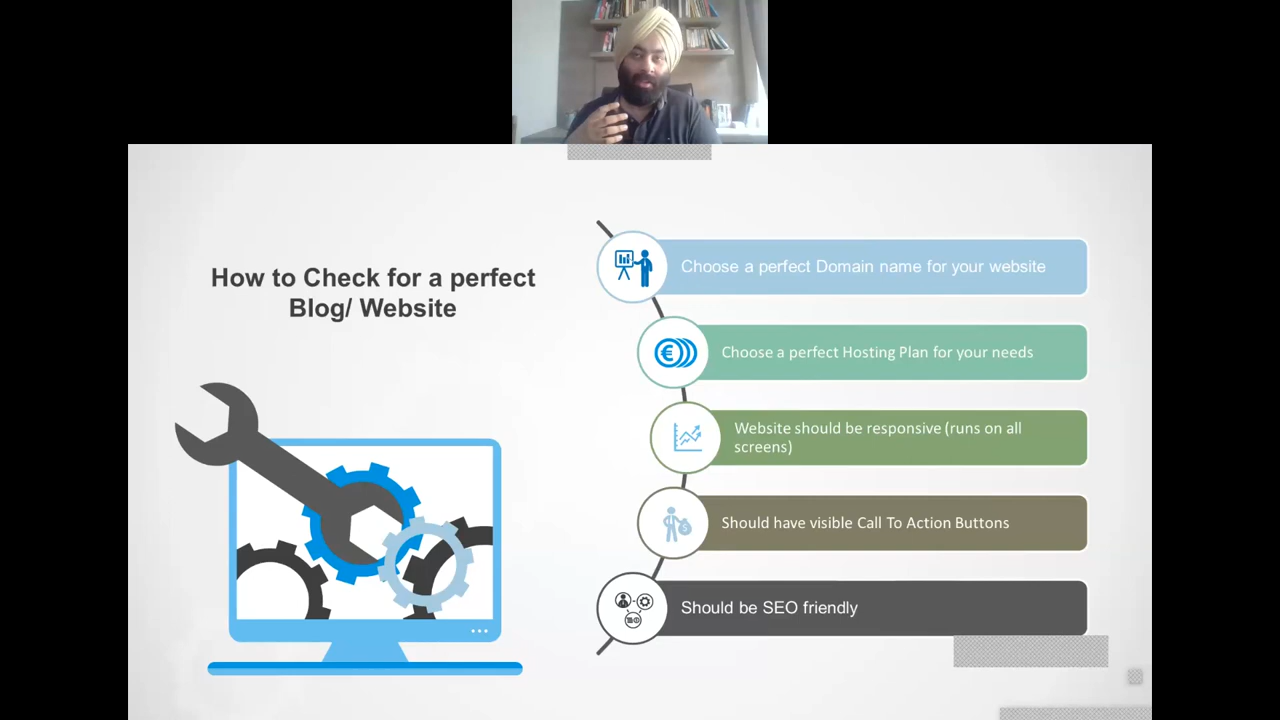 How to Check for a perfect
Blog/ Website
Choose a perfect Domain name for your website
Choose a perfect Hosting Plan for your needs
Website should be responsive (runs on all
screens)
Should have visible Call To Action Buttons
Should be SEO friendly